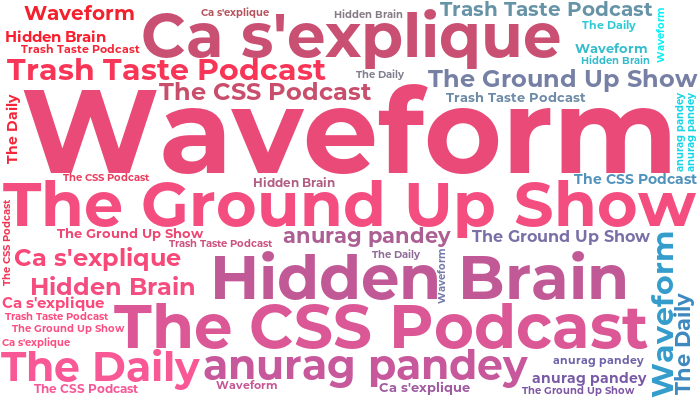 Waveform
Ca s'explique
Ca s'explique
Hidden Brain
Trash Taste Podcast
The Daily
Waveform
Hidden Brain
Trash Taste Podcast
Waveform
Hidden Brain
Trash Taste Podcast
The Daily
The Ground Up Show
The CSS Podcast
Trash Taste Podcast
The Daily
Waveform
anurag pandey
anurag pandey
The CSS Podcast
Hidden Brain
The CSS Podcast
The Ground Up Show
The CSS Podcast
The Ground Up Show
Trash Taste Podcast
anurag pandey
The Ground Up Show
Ca s'explique
The Daily
Hidden Brain
Waveform
Waveform
The Daily
Hidden Brain
Ca s'explique
The CSS Podcast
Trash Taste Podcast
The Ground Up Show
Ca s'explique
The Daily
anurag pandey
anurag pandey
anurag pandey
The CSS Podcast
Waveform
Ca s'explique
The Ground Up Show